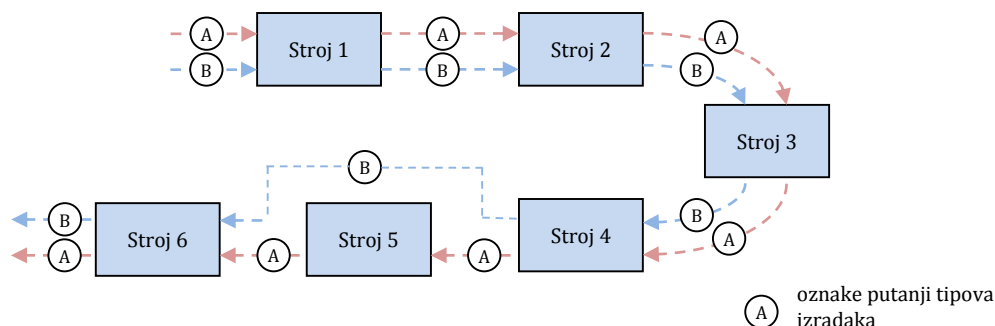 A
A
A
Stroj 1
Stroj 2
B
B
B
Stroj 3
B
B
B
Stroj 6
Stroj 5
Stroj 4
A
A
A
A
oznake putanji tipova
A
izradaka